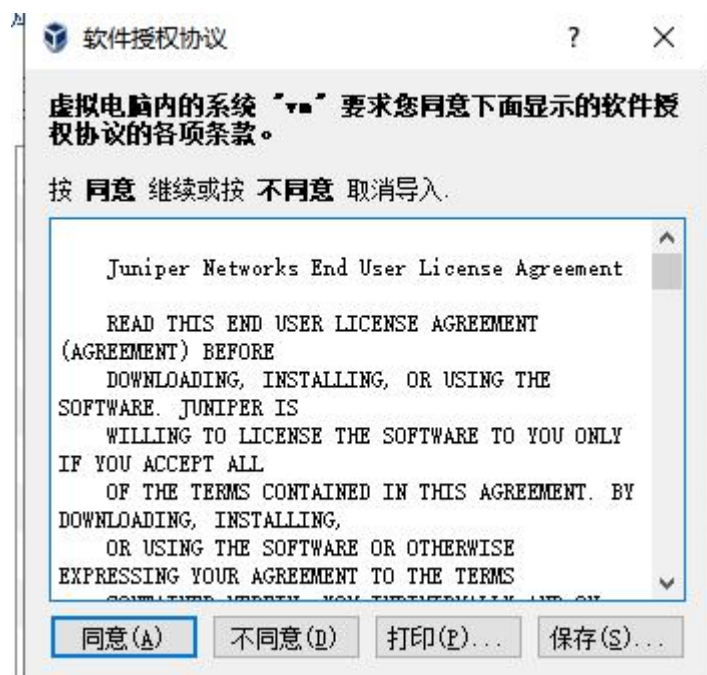 软件授权协议
虚拟电脑内的系统 "vm" 要求您同意下面显示的软件授
权协议的各项条款。
按 同意 继续或按 不同意 取消导入.
Juniper Networks End User License Agreement
READ THIS END USER LICENSE AGREEMENT
(AGREEMENT) BEFORE
DOWNLOADING, INSTALLING, OR USING THE
SOFTWARE. JUNIPER IS
WILLING TO LICENSE THE SOFTWARE TO YOU ONLY
IF YOU ACCEPT ALL
OF THE TERMS CONTAINED IN THIS AGREEMENT. BY
DOWNLOADING, INSTALLING,
OR USING THE SOFTWARE OR OTHERWISE
EXPRESSING YOUR AGREEMENT TO THE TERMS
同意(A) 不同意(D) 打印(P)... 保存(S)...